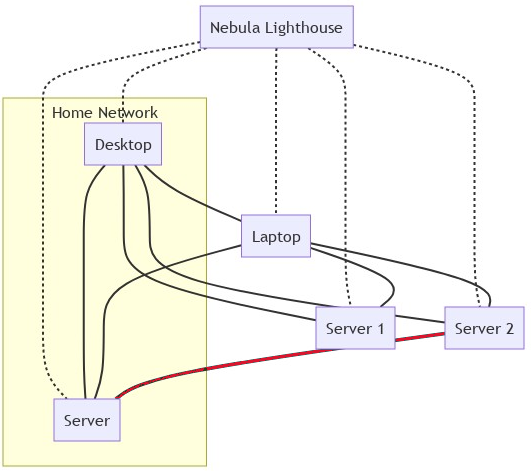 Nebula Lighthouse
Home Network
Desktop
Laptop
Server 1
Server 2
Server